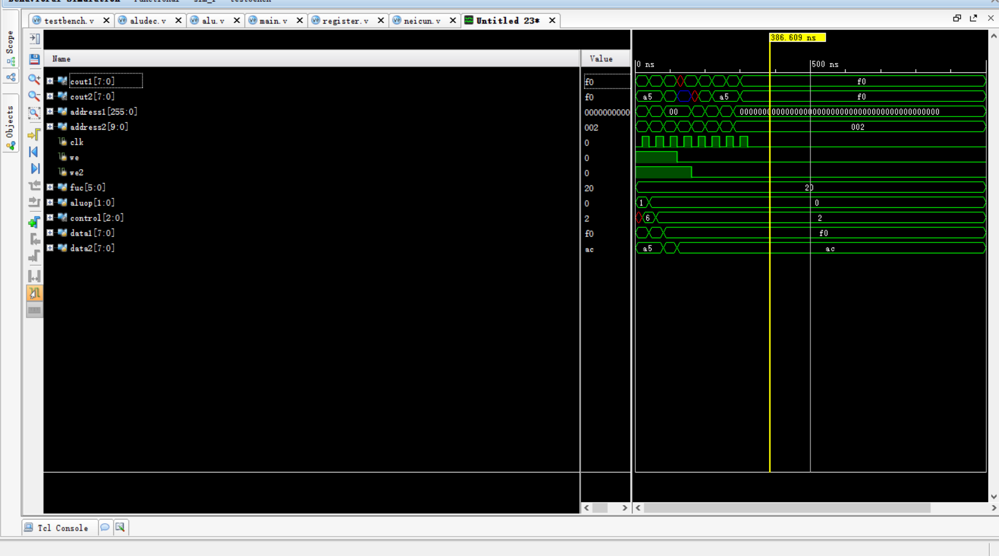 Behavioral Simulation - Functional - sim_1 - testbench
testbench.v aludec.v alu.v main.v register.v neicun.v Untitled 23*
Scope
Objects
386.609 ns
Name Value
0 ns 500 ns
cout1[7:0] f0 f0
cout2[7:0] f0 a5 a5 f0
address1[255:0] 0000000000 00
address2[9:0] 002 002
clk 0
we 0
we2 0
fuc[5:0] 20 20
aluop[1:0] 0 1 0
control[2:0] 2 6 2
data1[7:0] f0 f0
data2[7:0] ac a5 ac
Tcl Console